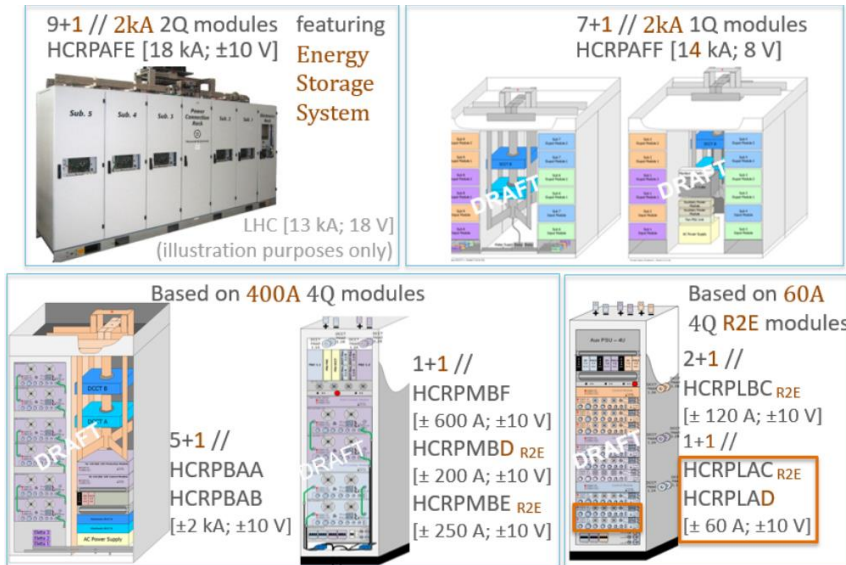 9+1 // 2kA 2Q modules featuring
HCRPAFE [18 kA; ±10 V] Energy
Storage
System
Sub. 5
Sub. 4
Sub. 3
Power
Connection
Rack
Sub. 2
Sub. 1
LHC [13 kA; 18 V]
(illustration purposes only)
7+1 // 2kA 1Q modules
HCRPAFF [14 kA; 8 V]
DCCT B
DRAFT
DCCT B
DRAFT
AC Power Supply
Based on 400A 4Q modules
DCCT B
DCCT A
DRAFT
AC Power Supply
5+1 //
HCRPBAA
HCRPBAB
[±2 kA; ±10 V]
DRAFT
1+1 //
HCRPMBF
[± 600 A; ±10 V]
HCRPMBD R2E
[± 200 A; ±10 V]
HCRPMBE R2E
[± 250 A; ±10 V]
Based on 60A
4Q R2E modules
Aux PSU - 4U
DRAFT
2+1 //
HCRPLBC R2E
[± 120 A; ±10 V]
1+1 //
HCRPLAC R2E
HCRPLAD
[± 60 A; ±10 V]